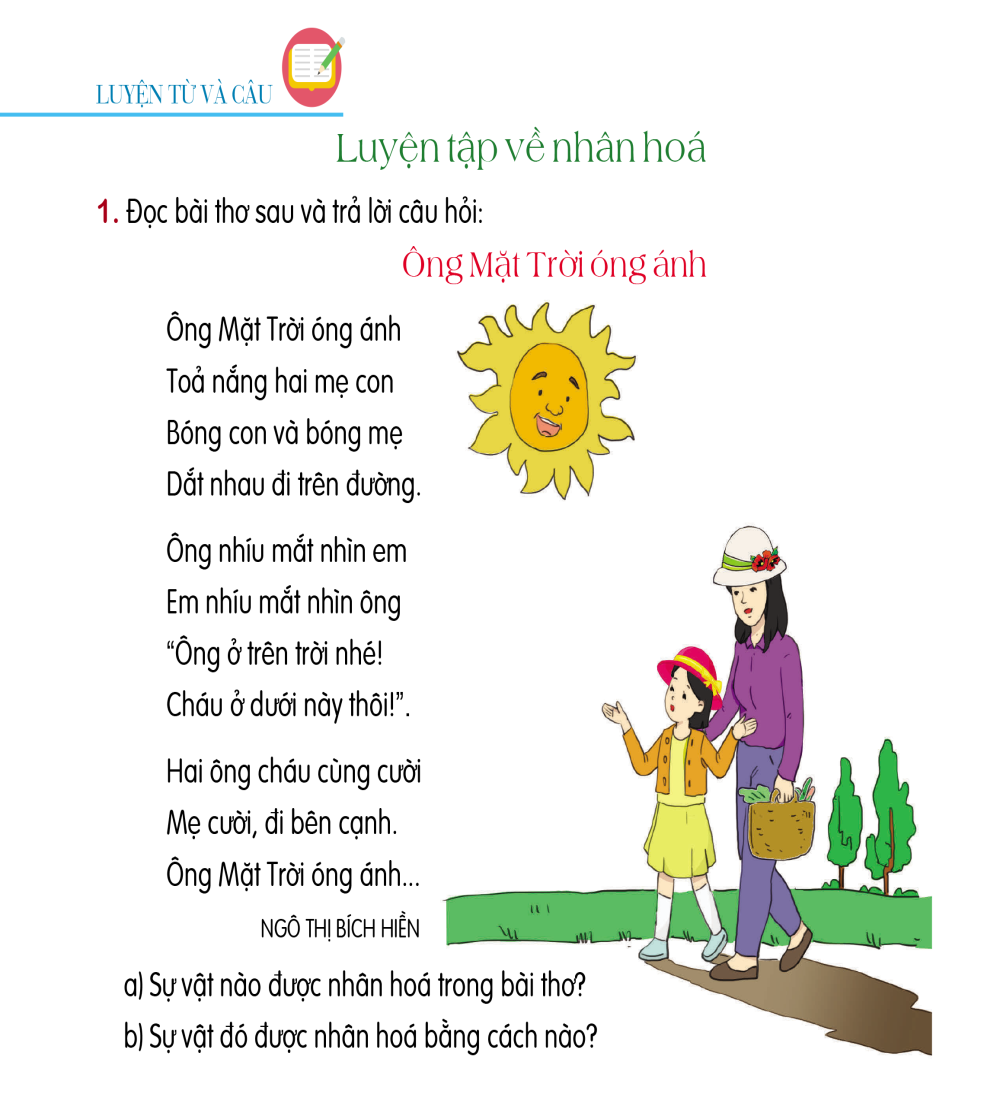 LUYỆN TỪ VÀ CÂU
Luyện tập về nhân hoá
1. Đọc bài thơ sau và trả lời câu hỏi:
Ông Mặt Trời óng ánh
Ông Mặt Trời óng ánh
Toả nắng hai mẹ con
Bóng con và bóng mẹ
Dắt nhau đi trên đường.
Ông nhíu mắt nhìn em
Em nhíu mắt nhìn ông
“Ông ở trên trời nhé!
Cháu ở dưới này thôi!”.
Hai ông cháu cùng cười
Mẹ cười, đi bên cạnh.
Ông Mặt Trời óng ánh...
NGÔ THỊ BÍCH HIỀN
a) Sự vật nào được nhân hoá trong bài thơ?
b) Sự vật đó được nhân hoá bằng cách nào?